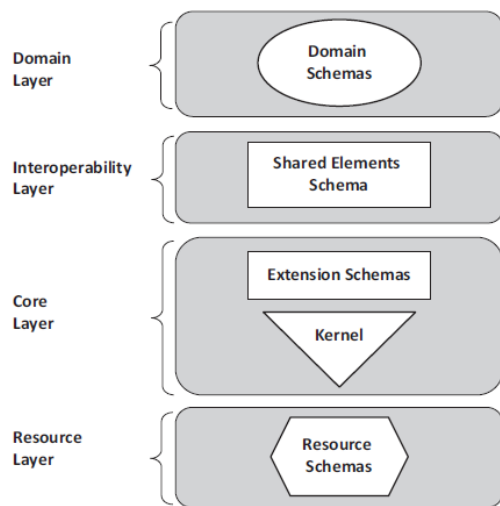 Domain
Layer
Domain
Schemas
Interoperability
Layer
Shared Elements
Schema
Core
Layer
Extension Schemas
Kernel
Resource
Layer
Resource
Schemas